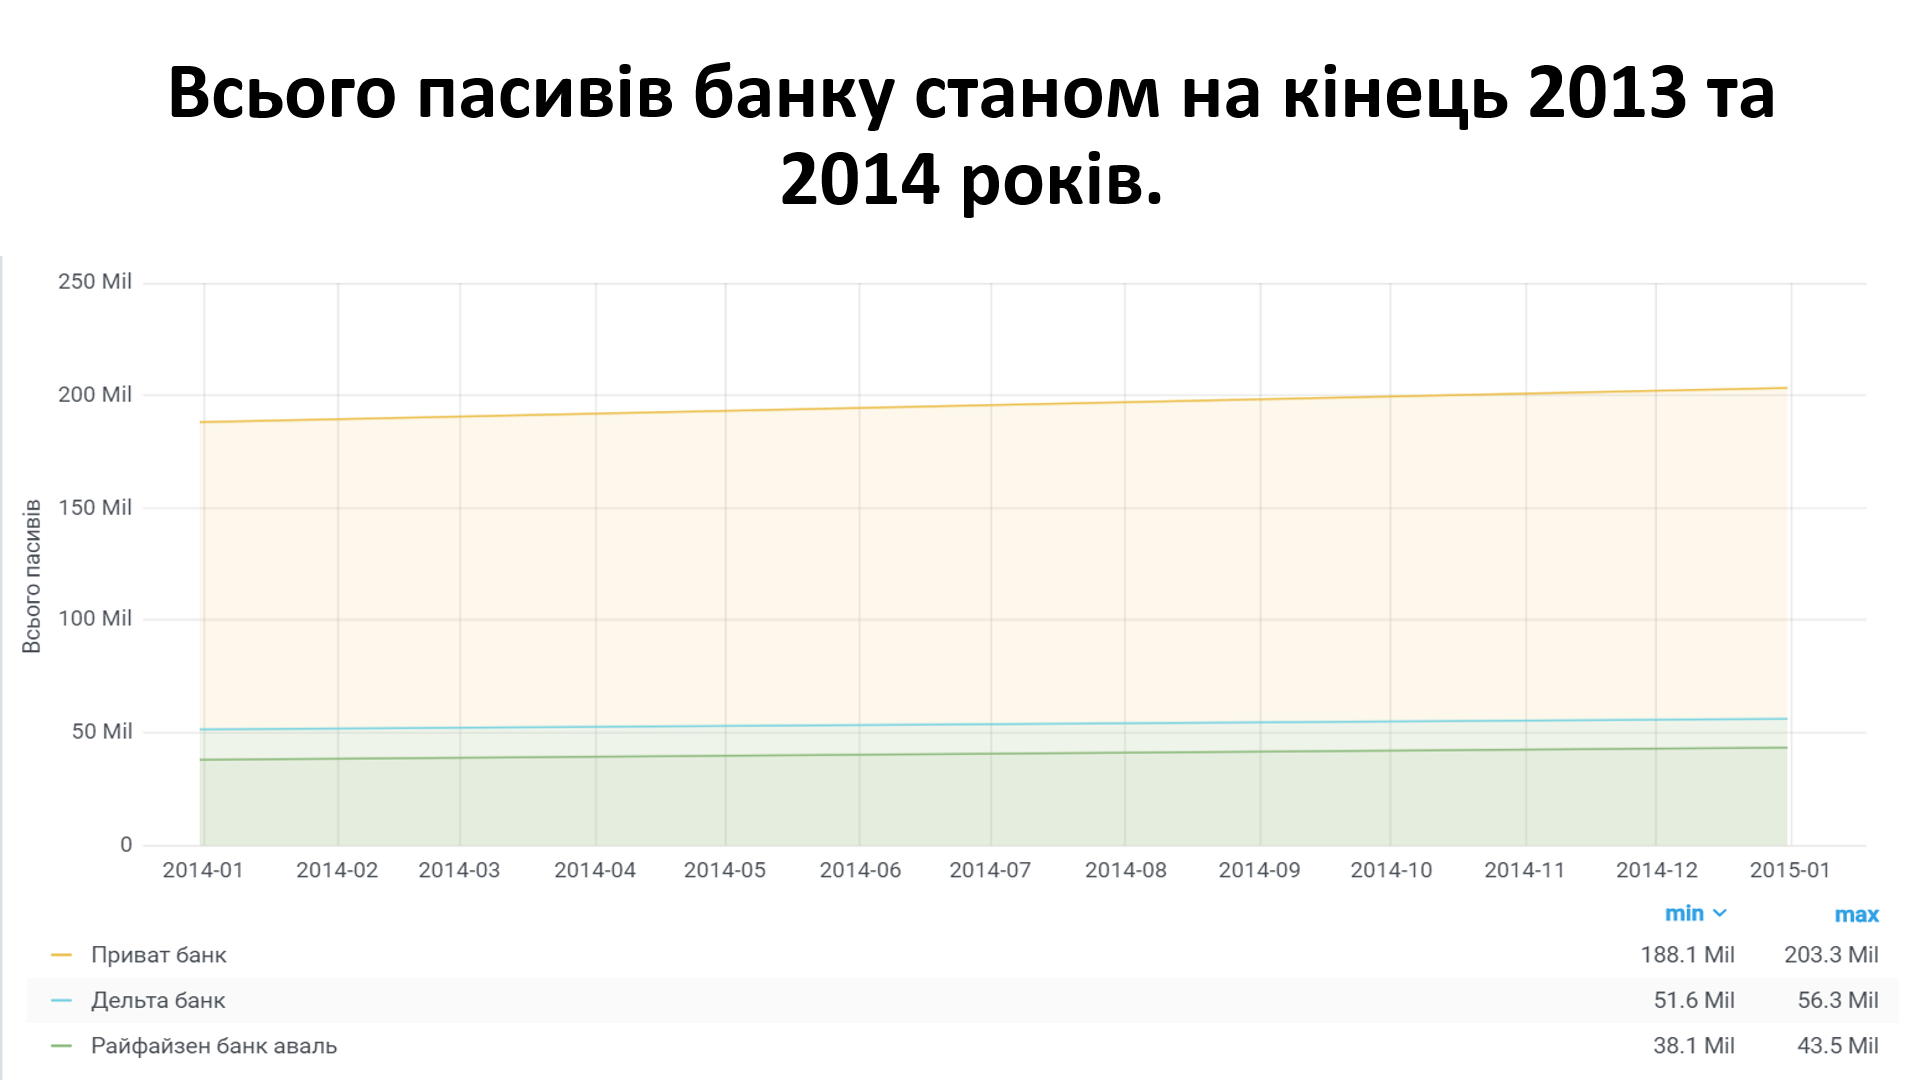 Всього пасивів банку станом на кінець 2013 та
2014 років.
250 Mil
200 Mil
150 Mil
100 Mil
50 Mil
0
Всього пасивів
2014-01 2014-02 2014-03 2014-04 2014-05 2014-06 2014-07 2014-08 2014-09 2014-10 2014-11 2014-12 2015-01
min max
Приват банк 188.1 Mil 203.3 Mil
Дельта банк 51.6 Mil 56.3 Mil
Райфайзен банк аваль 38.1 Mil 43.5 Mil